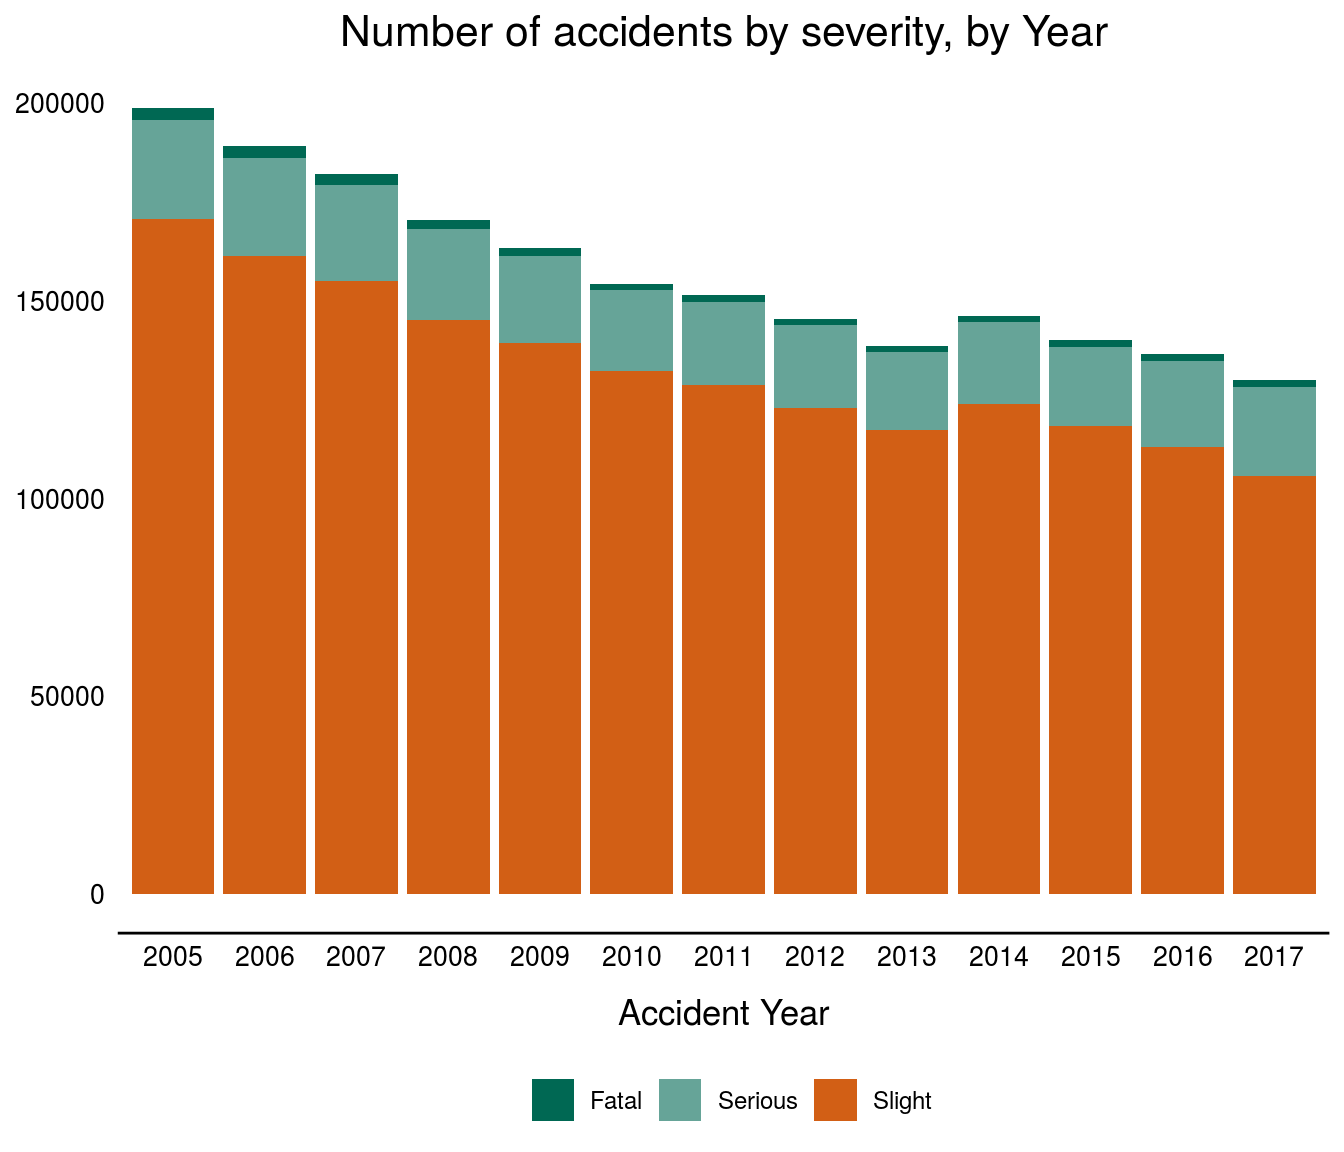 Number of accidents by severity, by Year
200000
150000
100000
50000
0
2005 2006 2007 2008 2009 2010 2011 2012 2013 2014 2015 2016 2017
Accident Year
Fatal Serious Slight